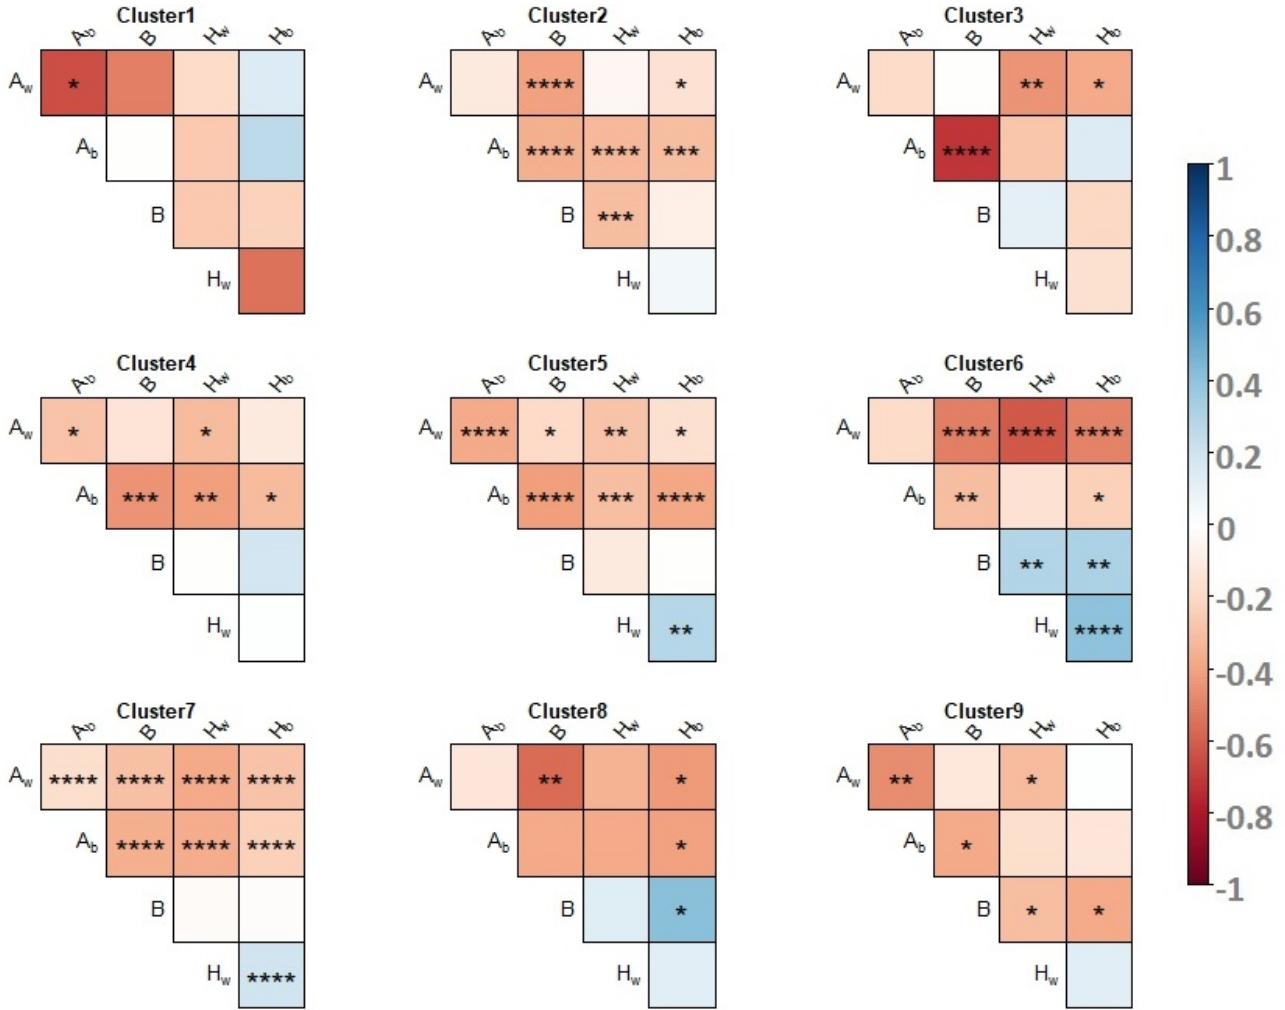 Cluster1 Cluster2 Cluster3
Ab B Hw Hb Ab B Hw Hb Ab B Hw Hb
Aw * Aw **** * Aw ** *
Ab Ab **** **** *** Ab ****
B B *** B
Hw Hw Hw
Cluster4 Cluster5 Cluster6
Ab B Hw Hb Ab B Hw Hb Ab B Hw Hb
Aw * * Aw **** * ** * Aw **** **** ****
Ab *** ** * Ab **** *** **** Ab ** *
B B B ** **
Hw Hw ** Hw ****
Cluster7 Cluster8 Cluster9
Ab B Hw Hb Ab B Hw Hb Ab B Hw Hb
Aw **** **** **** **** Aw ** * Aw ** *
Ab **** **** **** Ab * Ab *
B B * B * *
Hw **** Hw Hw
1
0.8
0.6
0.4
0.2
0
-0.2
-0.4
-0.6
-0.8
-1